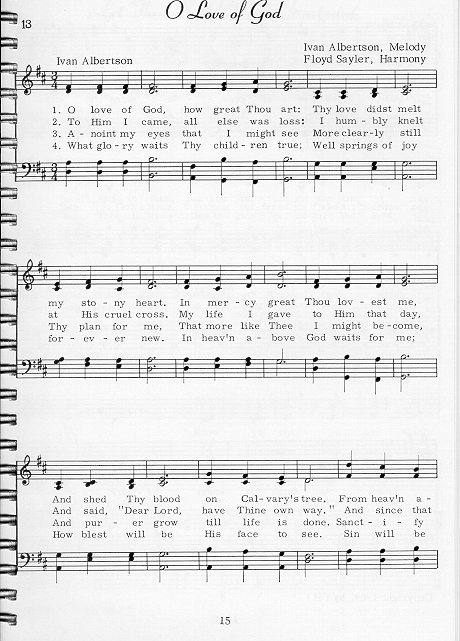 O Love of God
13
Ivan Albertson
Ivan Albertson, Melody
Floyd Sayler, Harmony
1. O love of God, how great Thou art: Thy love didst melt
2. To Him I came, all else was loss: I hum-bly knelt
3. A-noint my eyes that I might see More clear-ly still
4. What glo-ry waits Thy chil-dren true; Well springs of joy
my sto-ny heart. In mer-cy great Thou lov-est me,
at His cruel cross. My life I gave to Him that day,
Thy plan for me, That more like Thee I might be-come,
for-ev-er new. In heav'n a-bove God waits for me;
And shed Thy blood on Cal-vary's tree. From heav'n a-
And said, "Dear Lord, have Thine own way." And since that
And pur-er grow till life is done. Sanct-i-fy
How blest will be His face to see. Sin will be
15